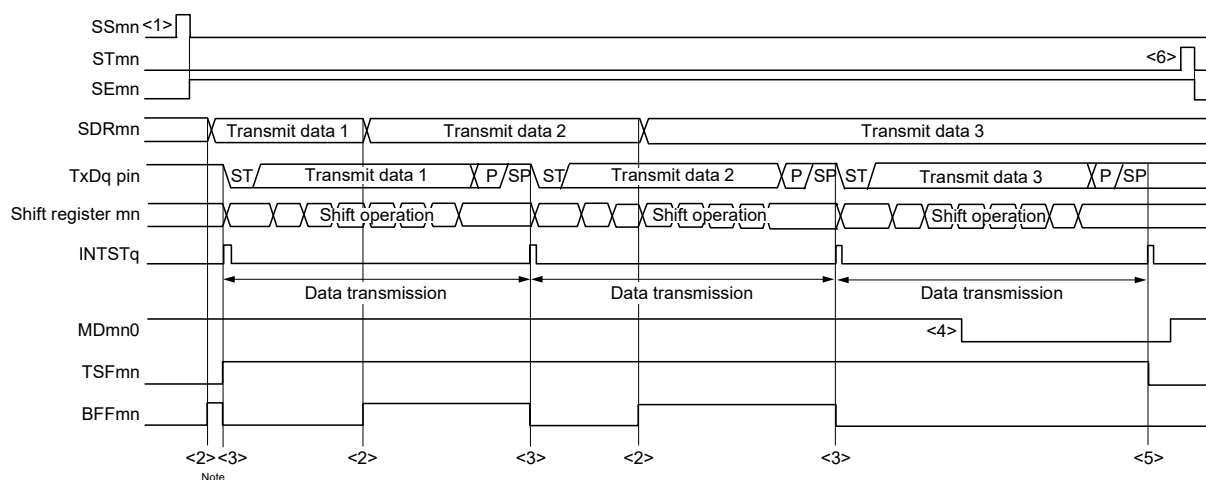 SSmn <1>
STmn <6>
SEmn
SDRmn Transmit data 1 Transmit data 2 Transmit data 3
TxDq pin ST Transmit data 1 P SP ST Transmit data 2 P SP ST Transmit data 3 P SP
Shift register mn Shift operation Shift operation Shift operation
INTSTq
Data transmission Data transmission Data transmission
MDmn0 <4>
TSFmn
BFFmn
<2> <3> <2> <3> <2> <3> <5>
Note